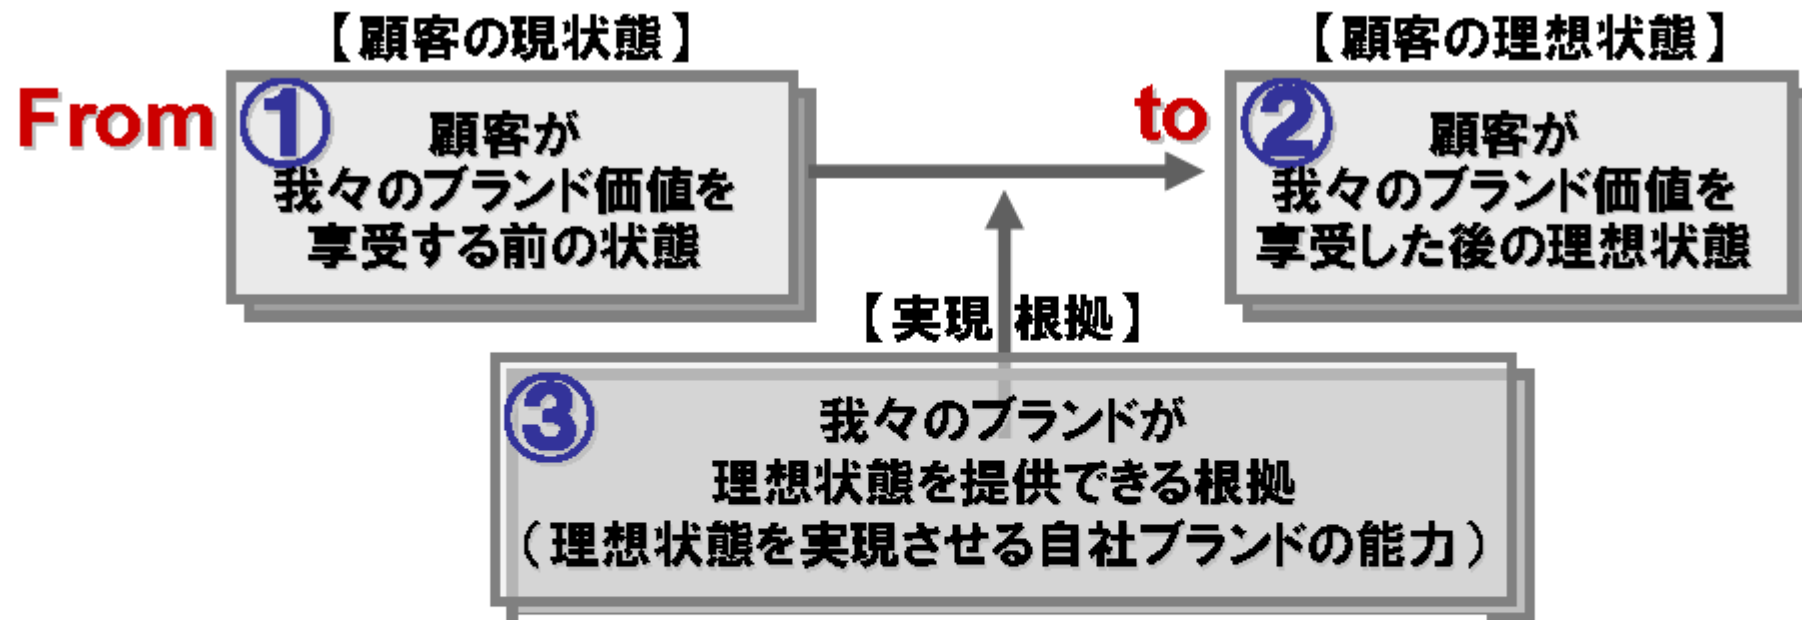 【顧客の現状態】
【顧客の理想状態】
From
①
顧客が
我々のブランド価値を
享受する前の状態
to
②
顧客が
我々のブランド価値を
享受した後の理想状態
【実現 根拠】
③
我々のブランドが
理想状態を提供できる根拠
（理想状態を実現させる自社ブランドの能力）